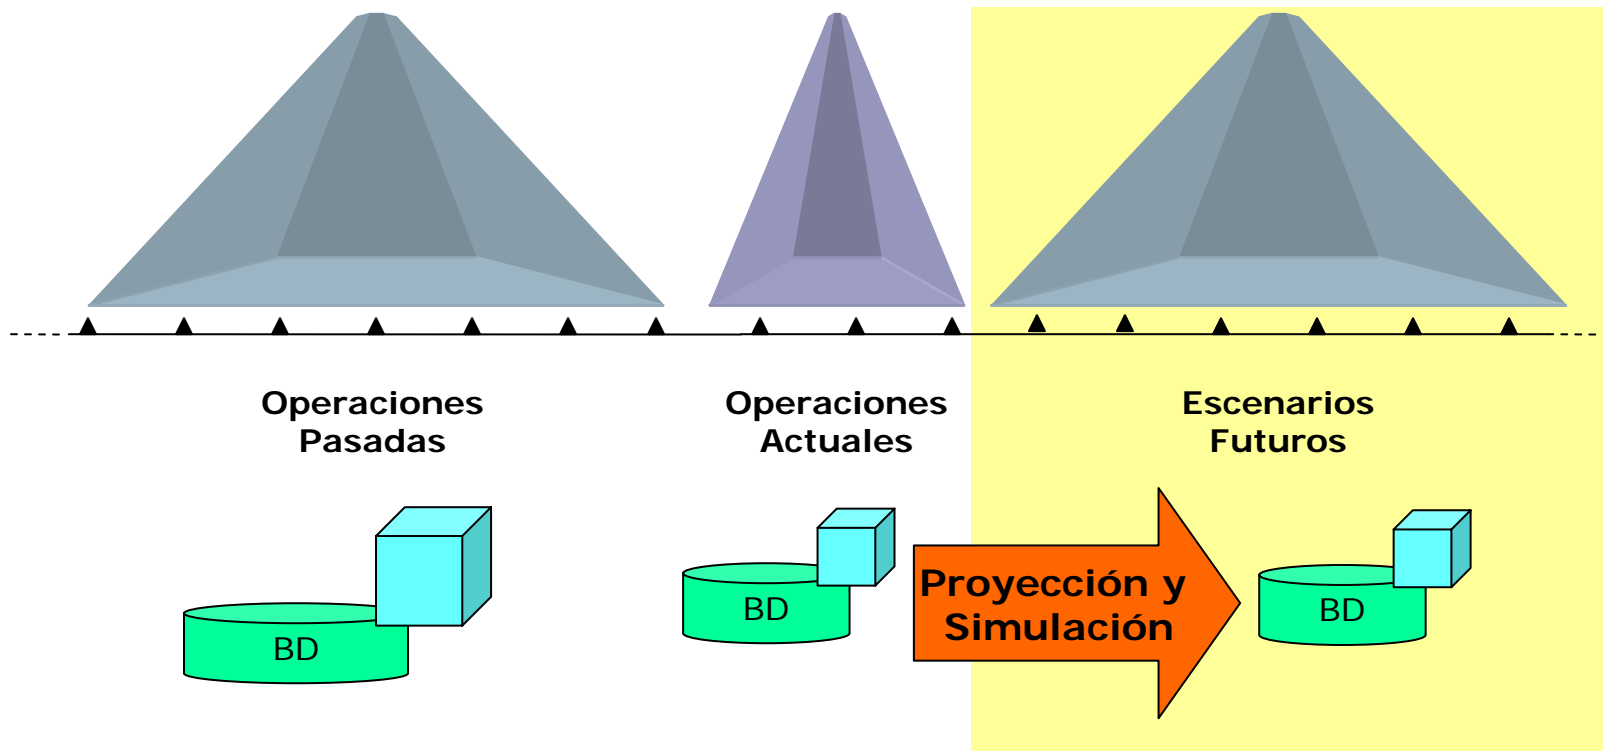 Operaciones
Pasadas
Operaciones
Actuales
Escenarios
Futuros
BD
BD
Proyección y
Simulación
BD